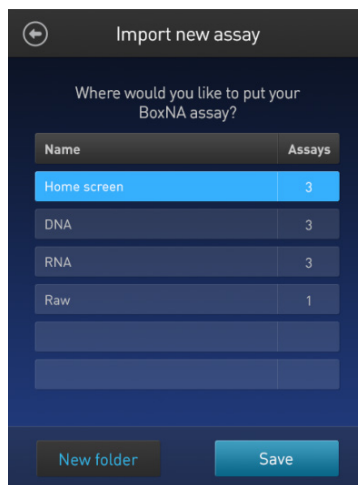 Import new assay
Where would you like to put your
BoxNA assay?
Name Assays
Home screen 3
DNA 3
RNA 3
Raw 1
New folder Save